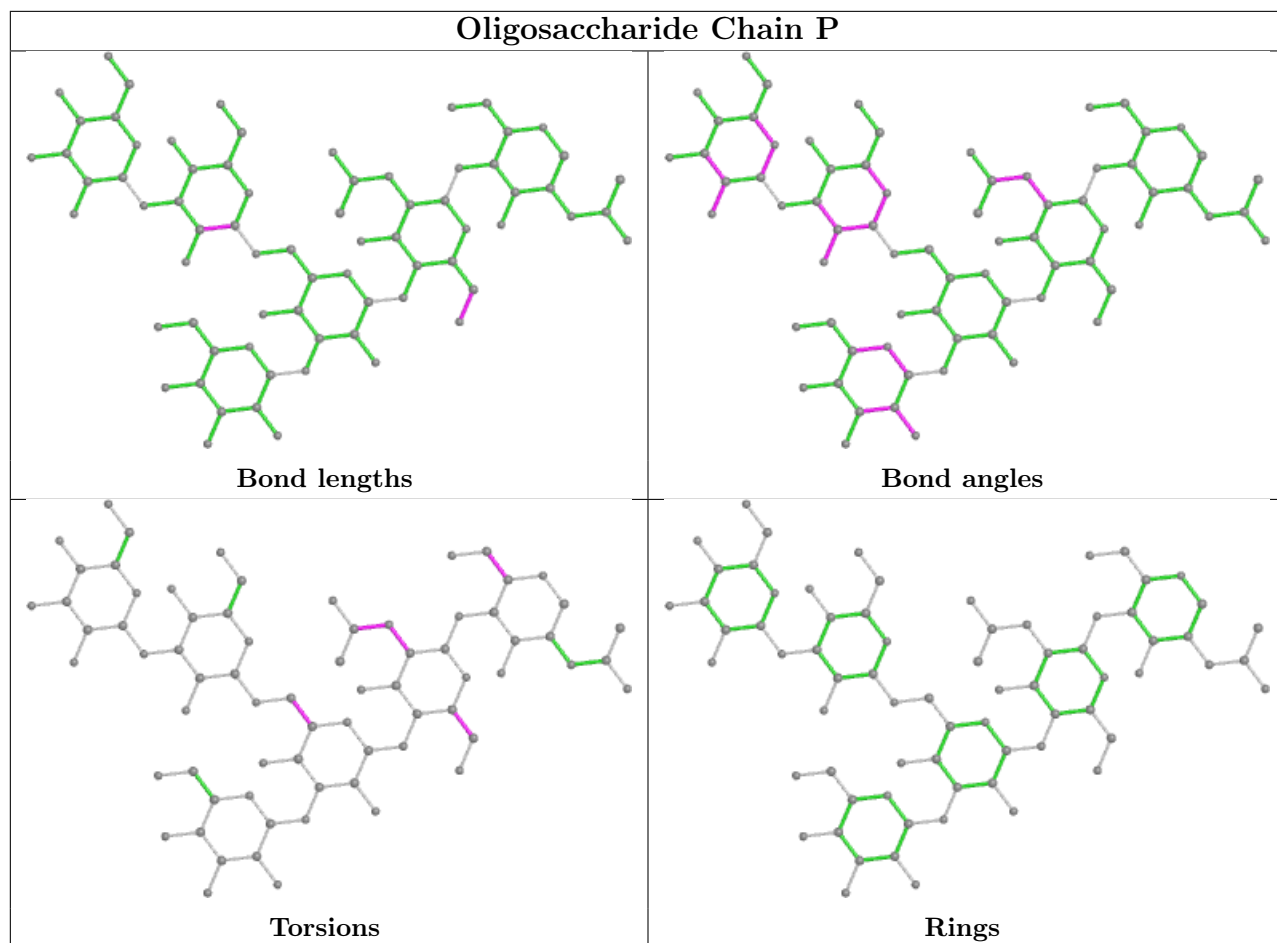 Oligosaccharide Chain P
Bond lengths
Bond angles
Torsions
Rings